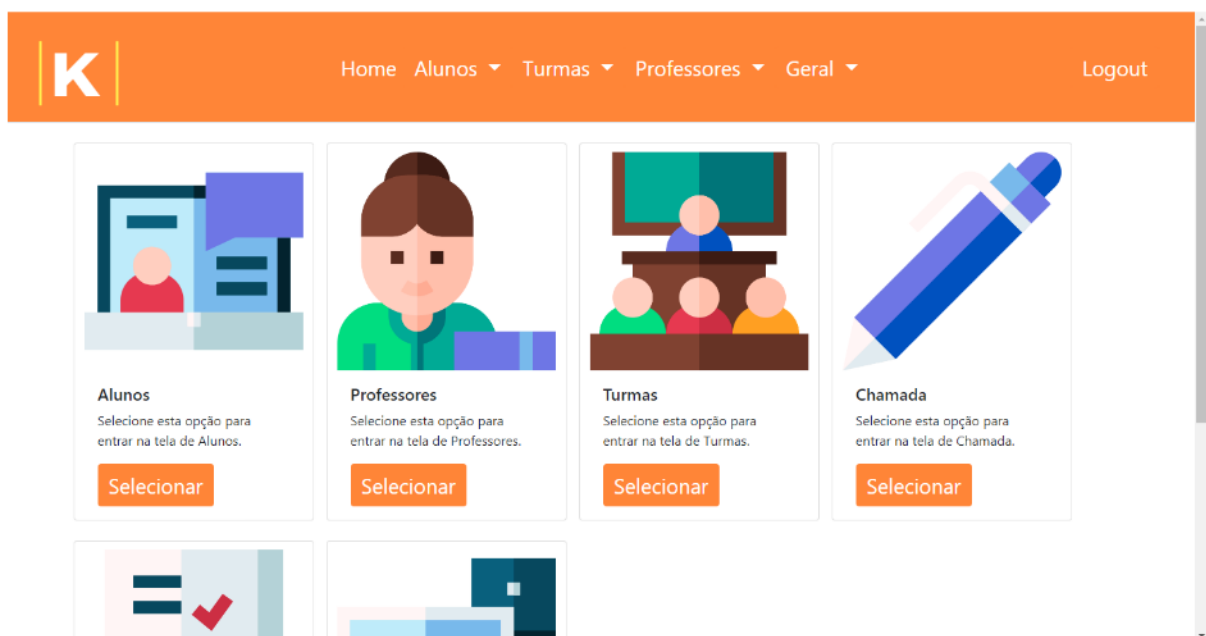 K
Home Alunos Turmas Professores Geral Logout
Alunos
Selecione esta opção para
entrar na tela de Alunos.
Selecionar
Professores
Selecione esta opção para
entrar na tela de Professores.
Selecionar
Turmas
Selecione esta opção para
entrar na tela de Turmas.
Selecionar
Chamada
Selecione esta opção para
entrar na tela de Chamada.
Selecionar